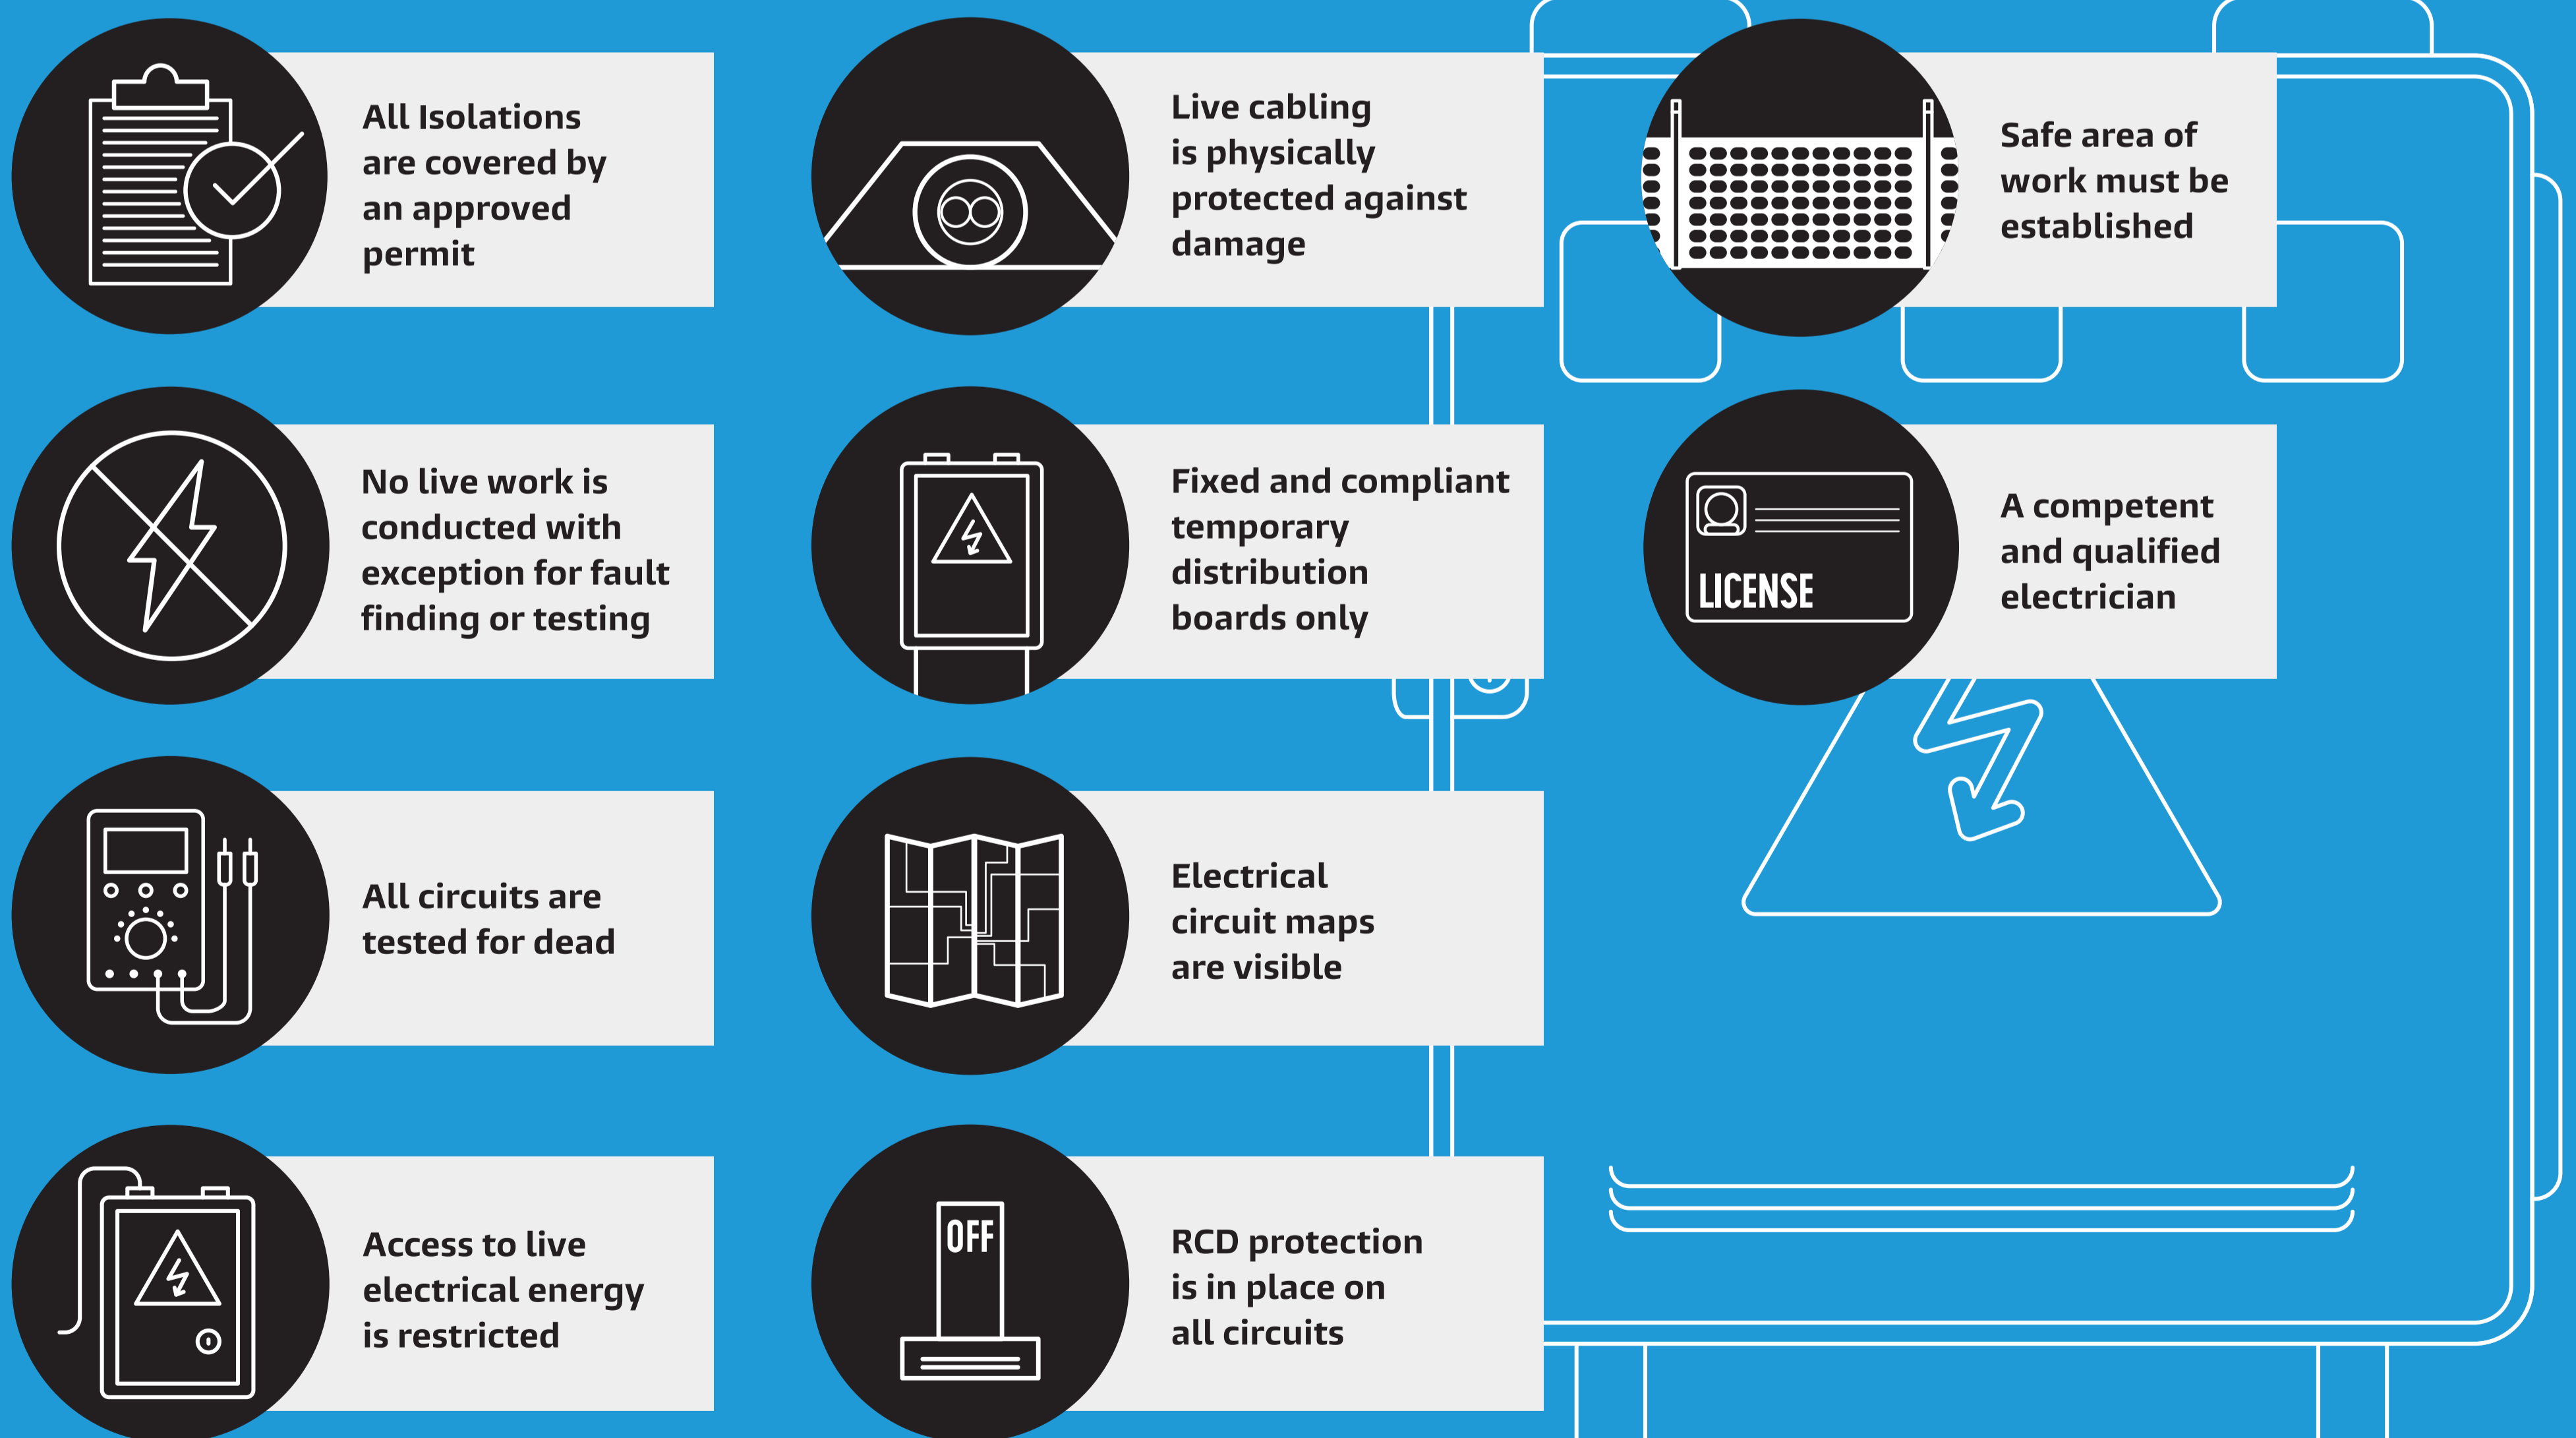 All Isolations
are covered by
an approved
permit
No live work is
conducted with
exception for fault
finding or testing
All circuits are
tested for dead
Access to live
electrical energy
is restricted
Live cabling
is physically
protected against
damage
Fixed and compliant
temporary
distribution
boards only
Electrical
circuit maps
are visible
OFF
RCD protection
is in place on
all circuits
Safe area of
work must be
established
LICENSE
A competent
and qualified
electrician